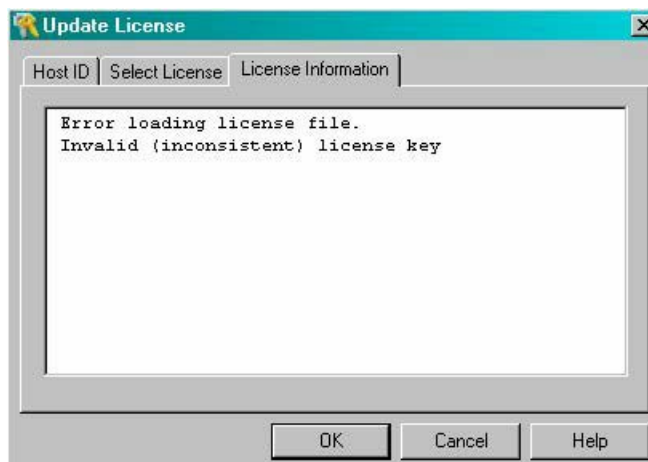 Update License
Host ID
Select License
License Information
Error loading license file.
Invalid (inconsistent) license key
OK
Cancel
Help